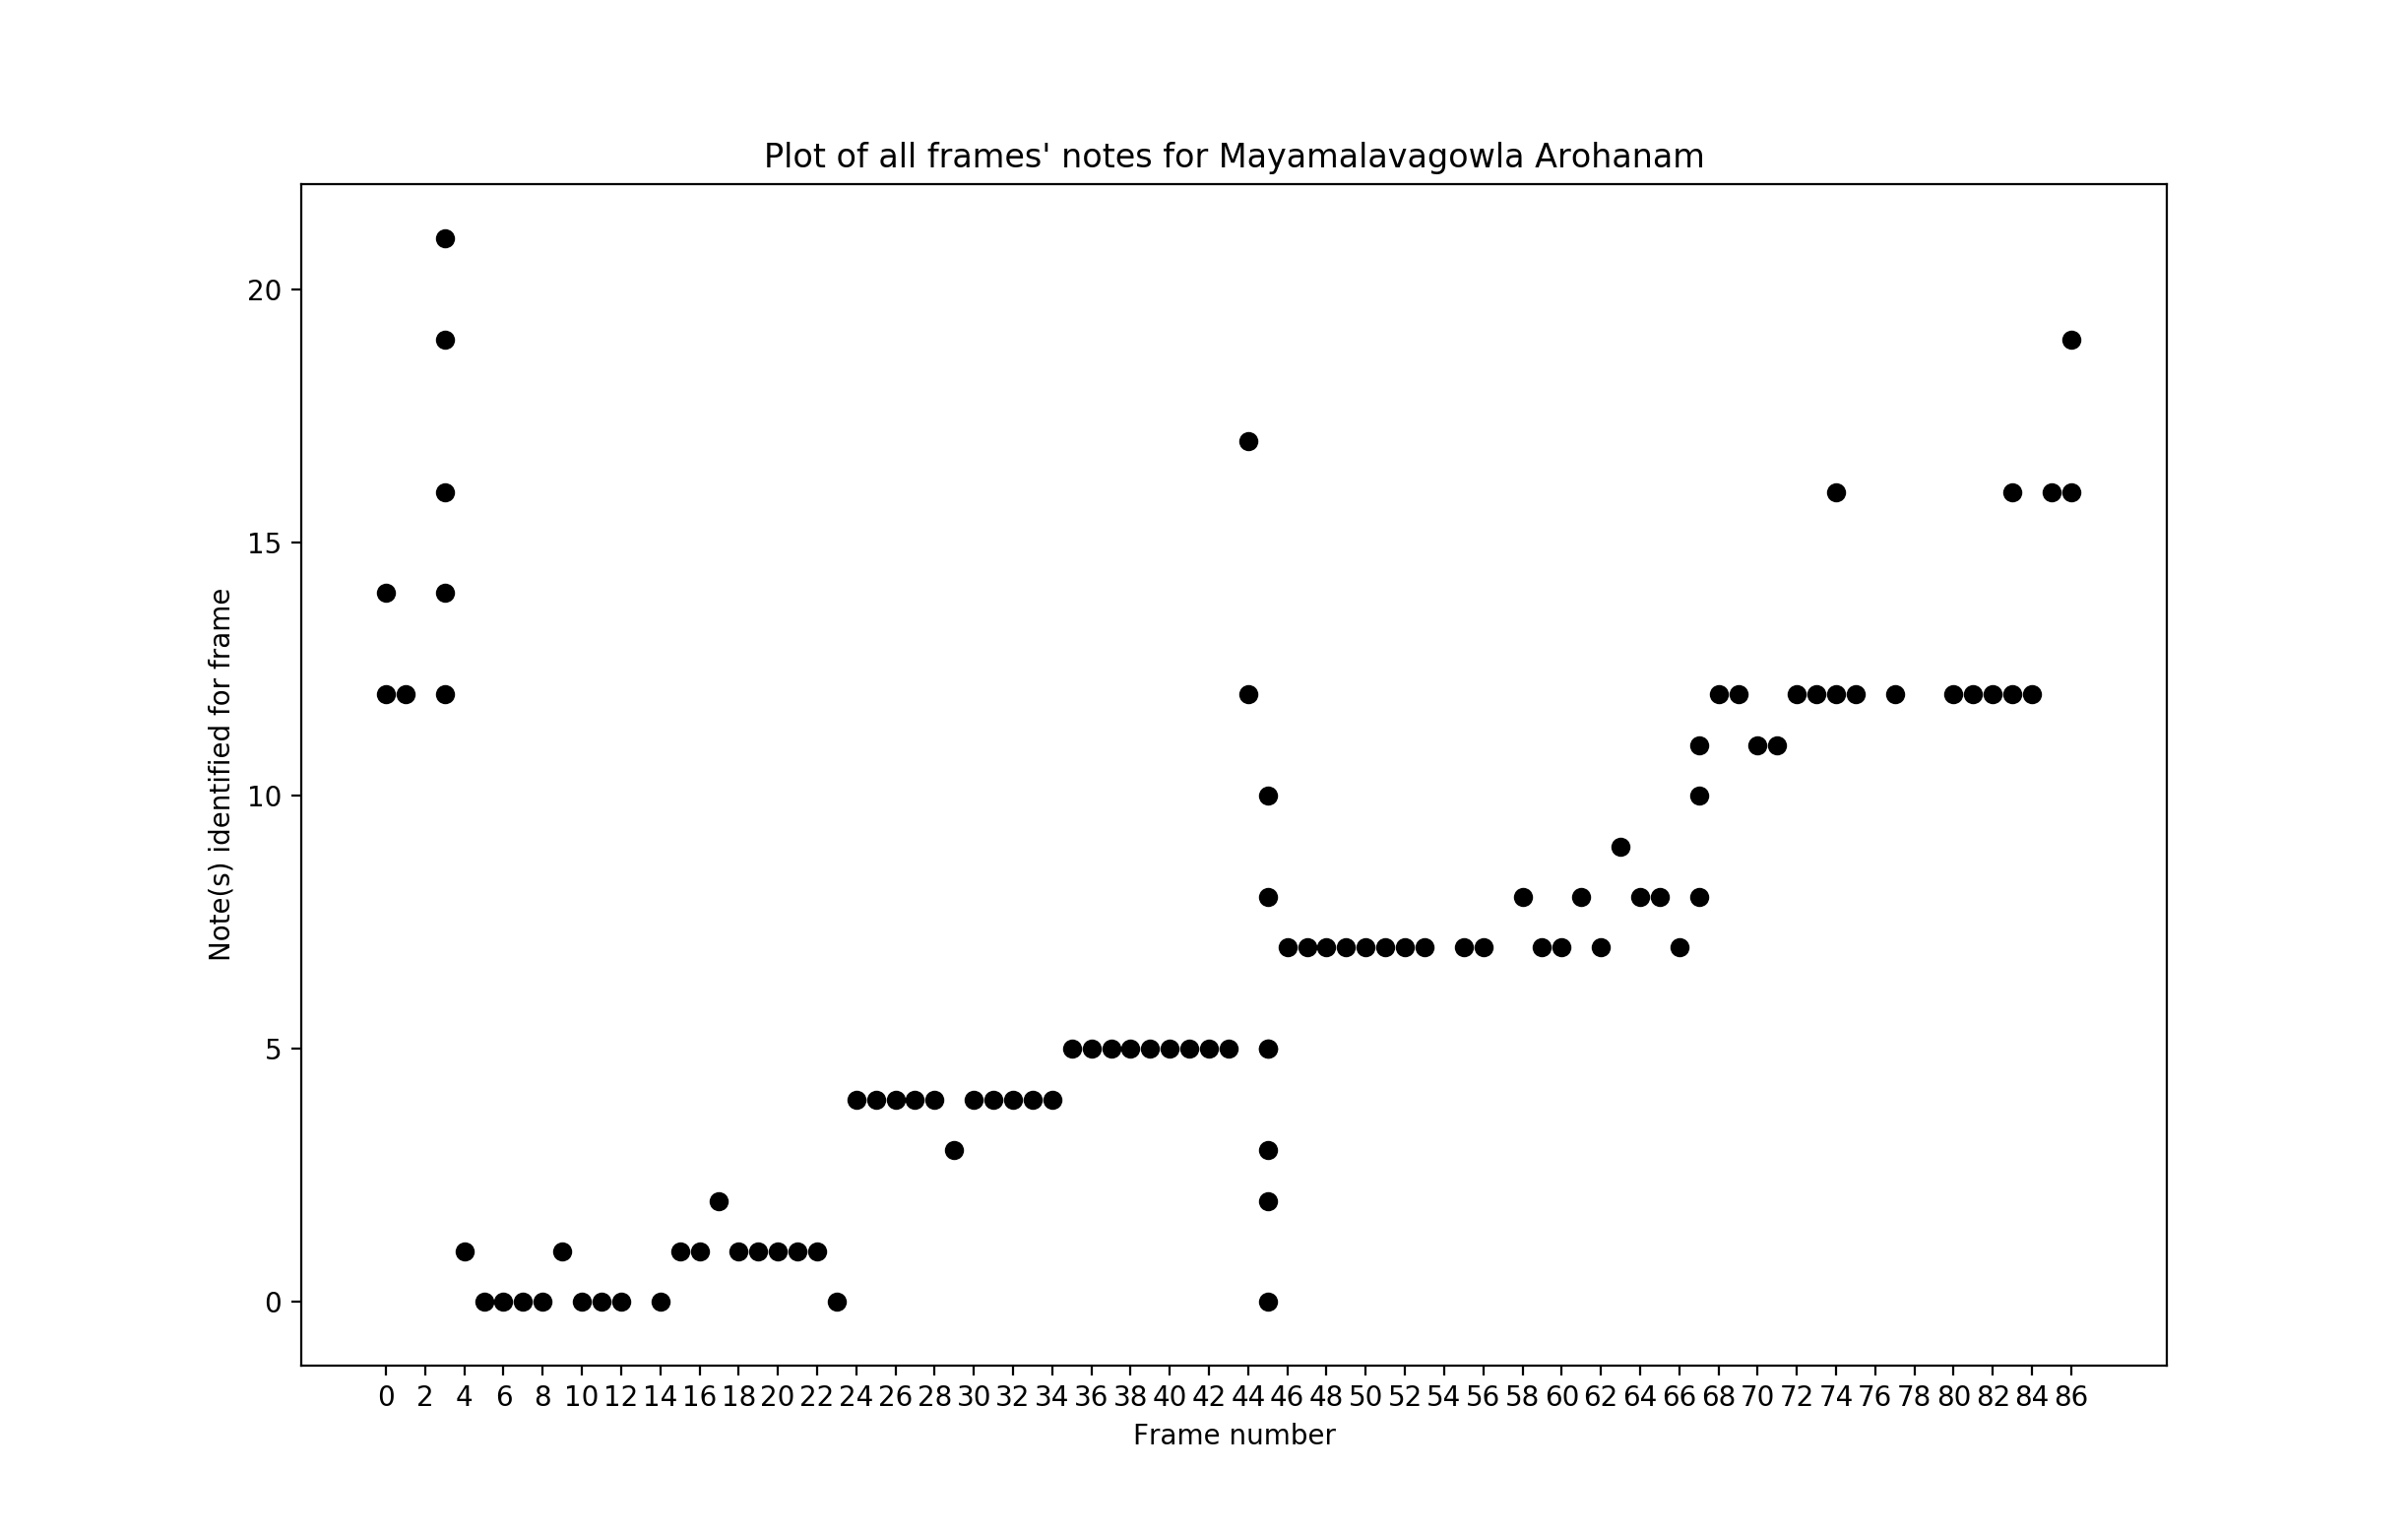 Plot of all frames' notes for Mayamalavagowla Arohanam
Note(s) identified for frame
20
15
10
5
0
0 2 4 6 8 10 12 14 16 18 20 22 24 26 28 30 32 34 36 38 40 42 44 46 48 50 52 54 56 58 60 62 64 66 68 70 72 74 76 78 80 82 84 86
Frame number